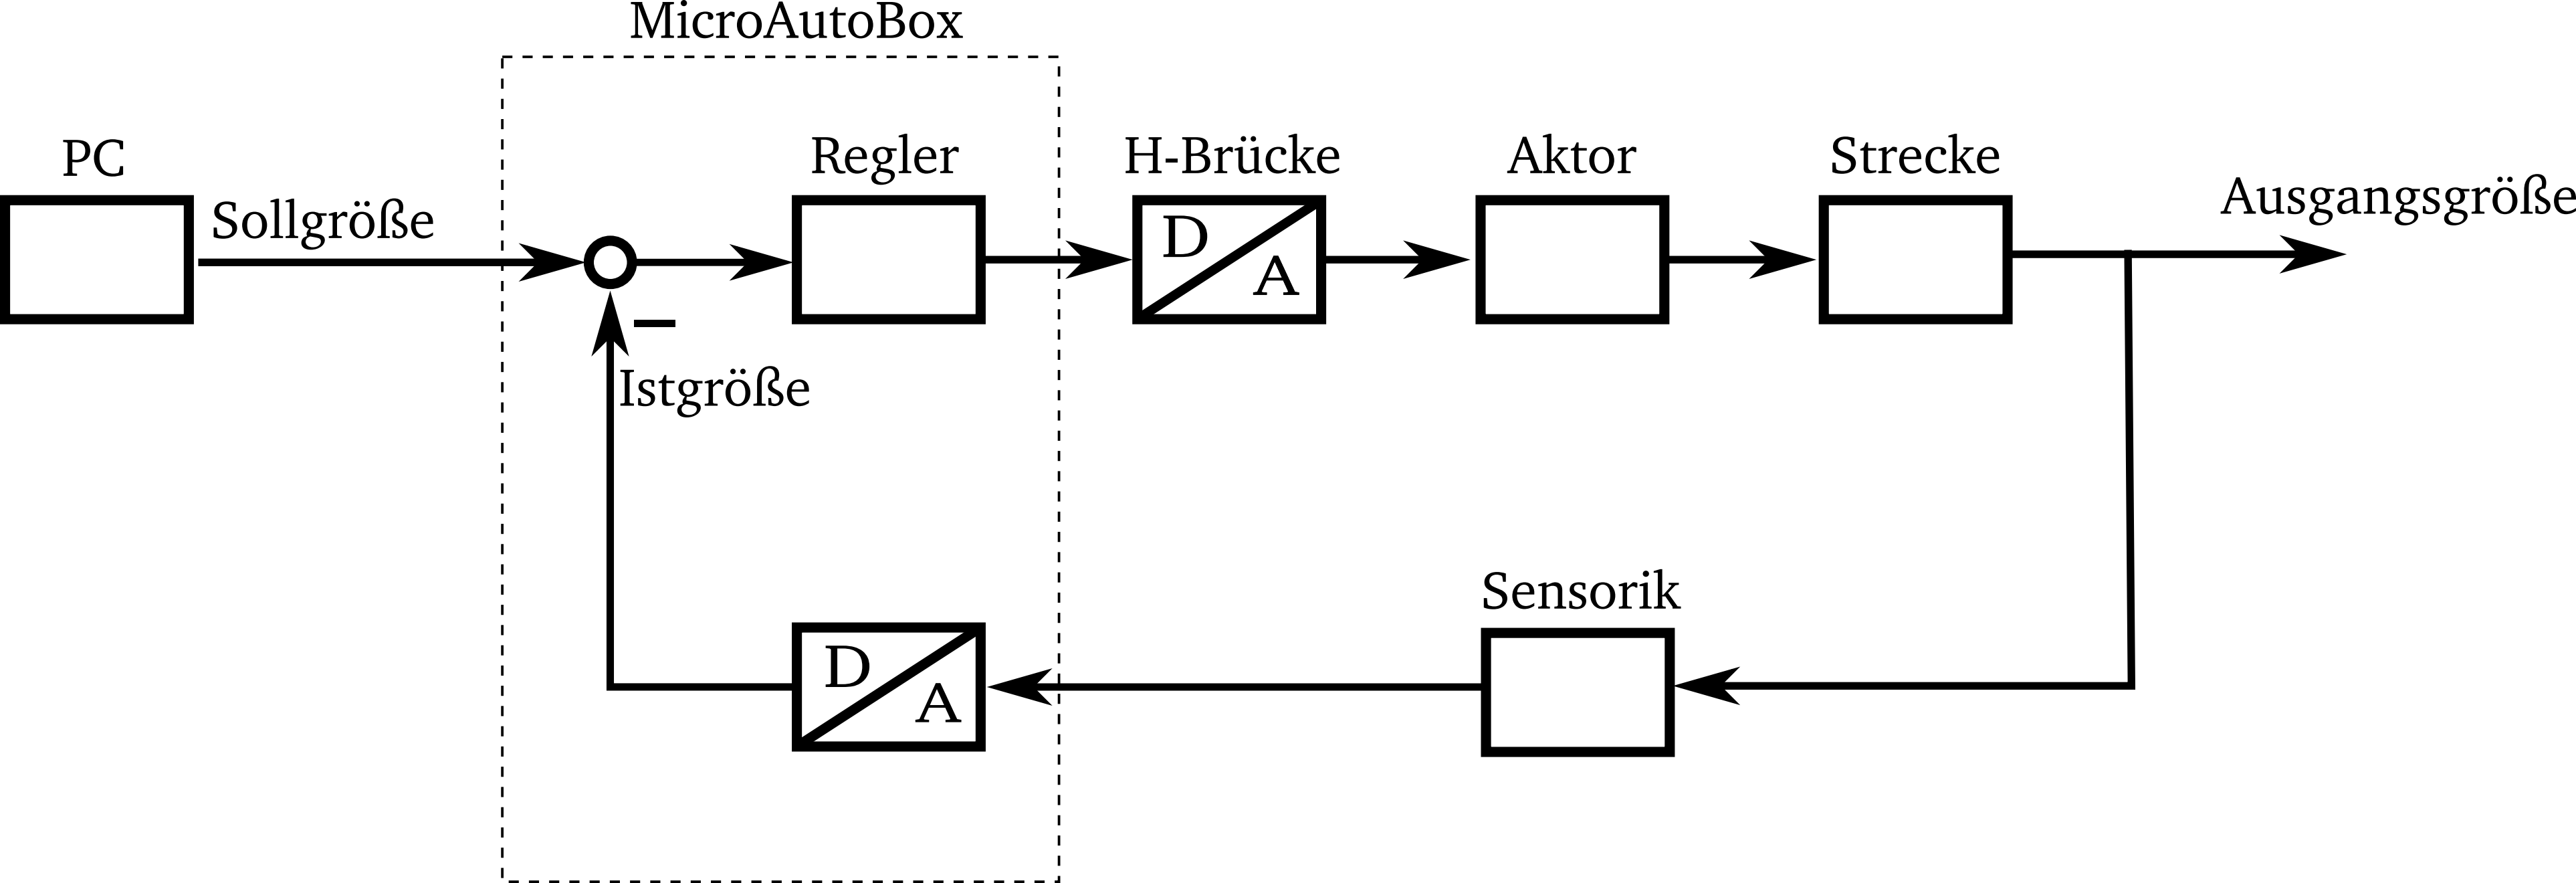 MicroAutoBox
PC
Sollgröße
Regler
H-Brücke
D
A
Aktor
Strecke
Ausgangsgröße
Istgröße
Sensorik
D
A